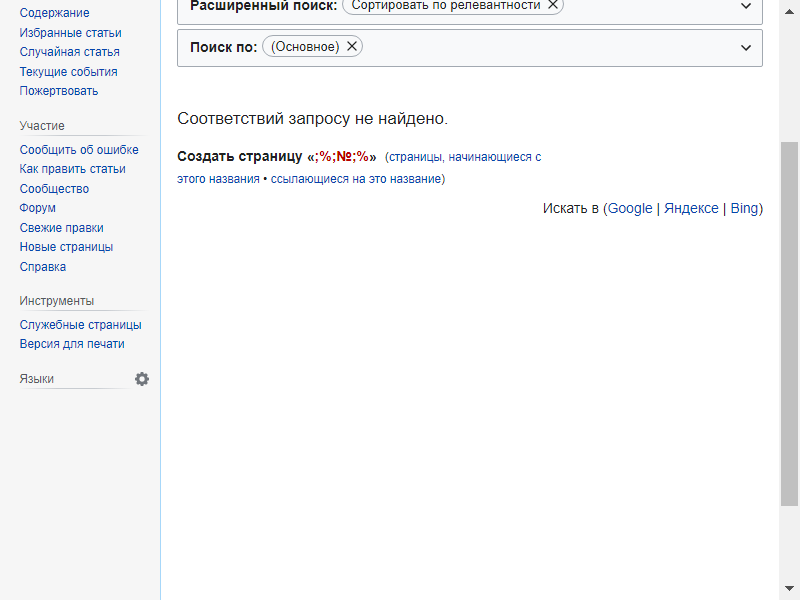 Содержание
Избранные статьи
Случайная статья
Текущие события
Пожертвовать
Участие
Сообщить об ошибке
Как править статьи
Сообщество
Форум
Свежие правки
Новые страницы
Справка
Инструменты
Служебные страницы
Версия для печати
Языки
Расширенный поиск: Сортировать по релевантности
Поиск по: (Основное)
Соответствий запросу не найдено.
Создать страницу «;%;№;%» (страницы, начинающиеся с
этого названия • ссылающиеся на это название)
Искать в (Google | Яндексе | Bing)